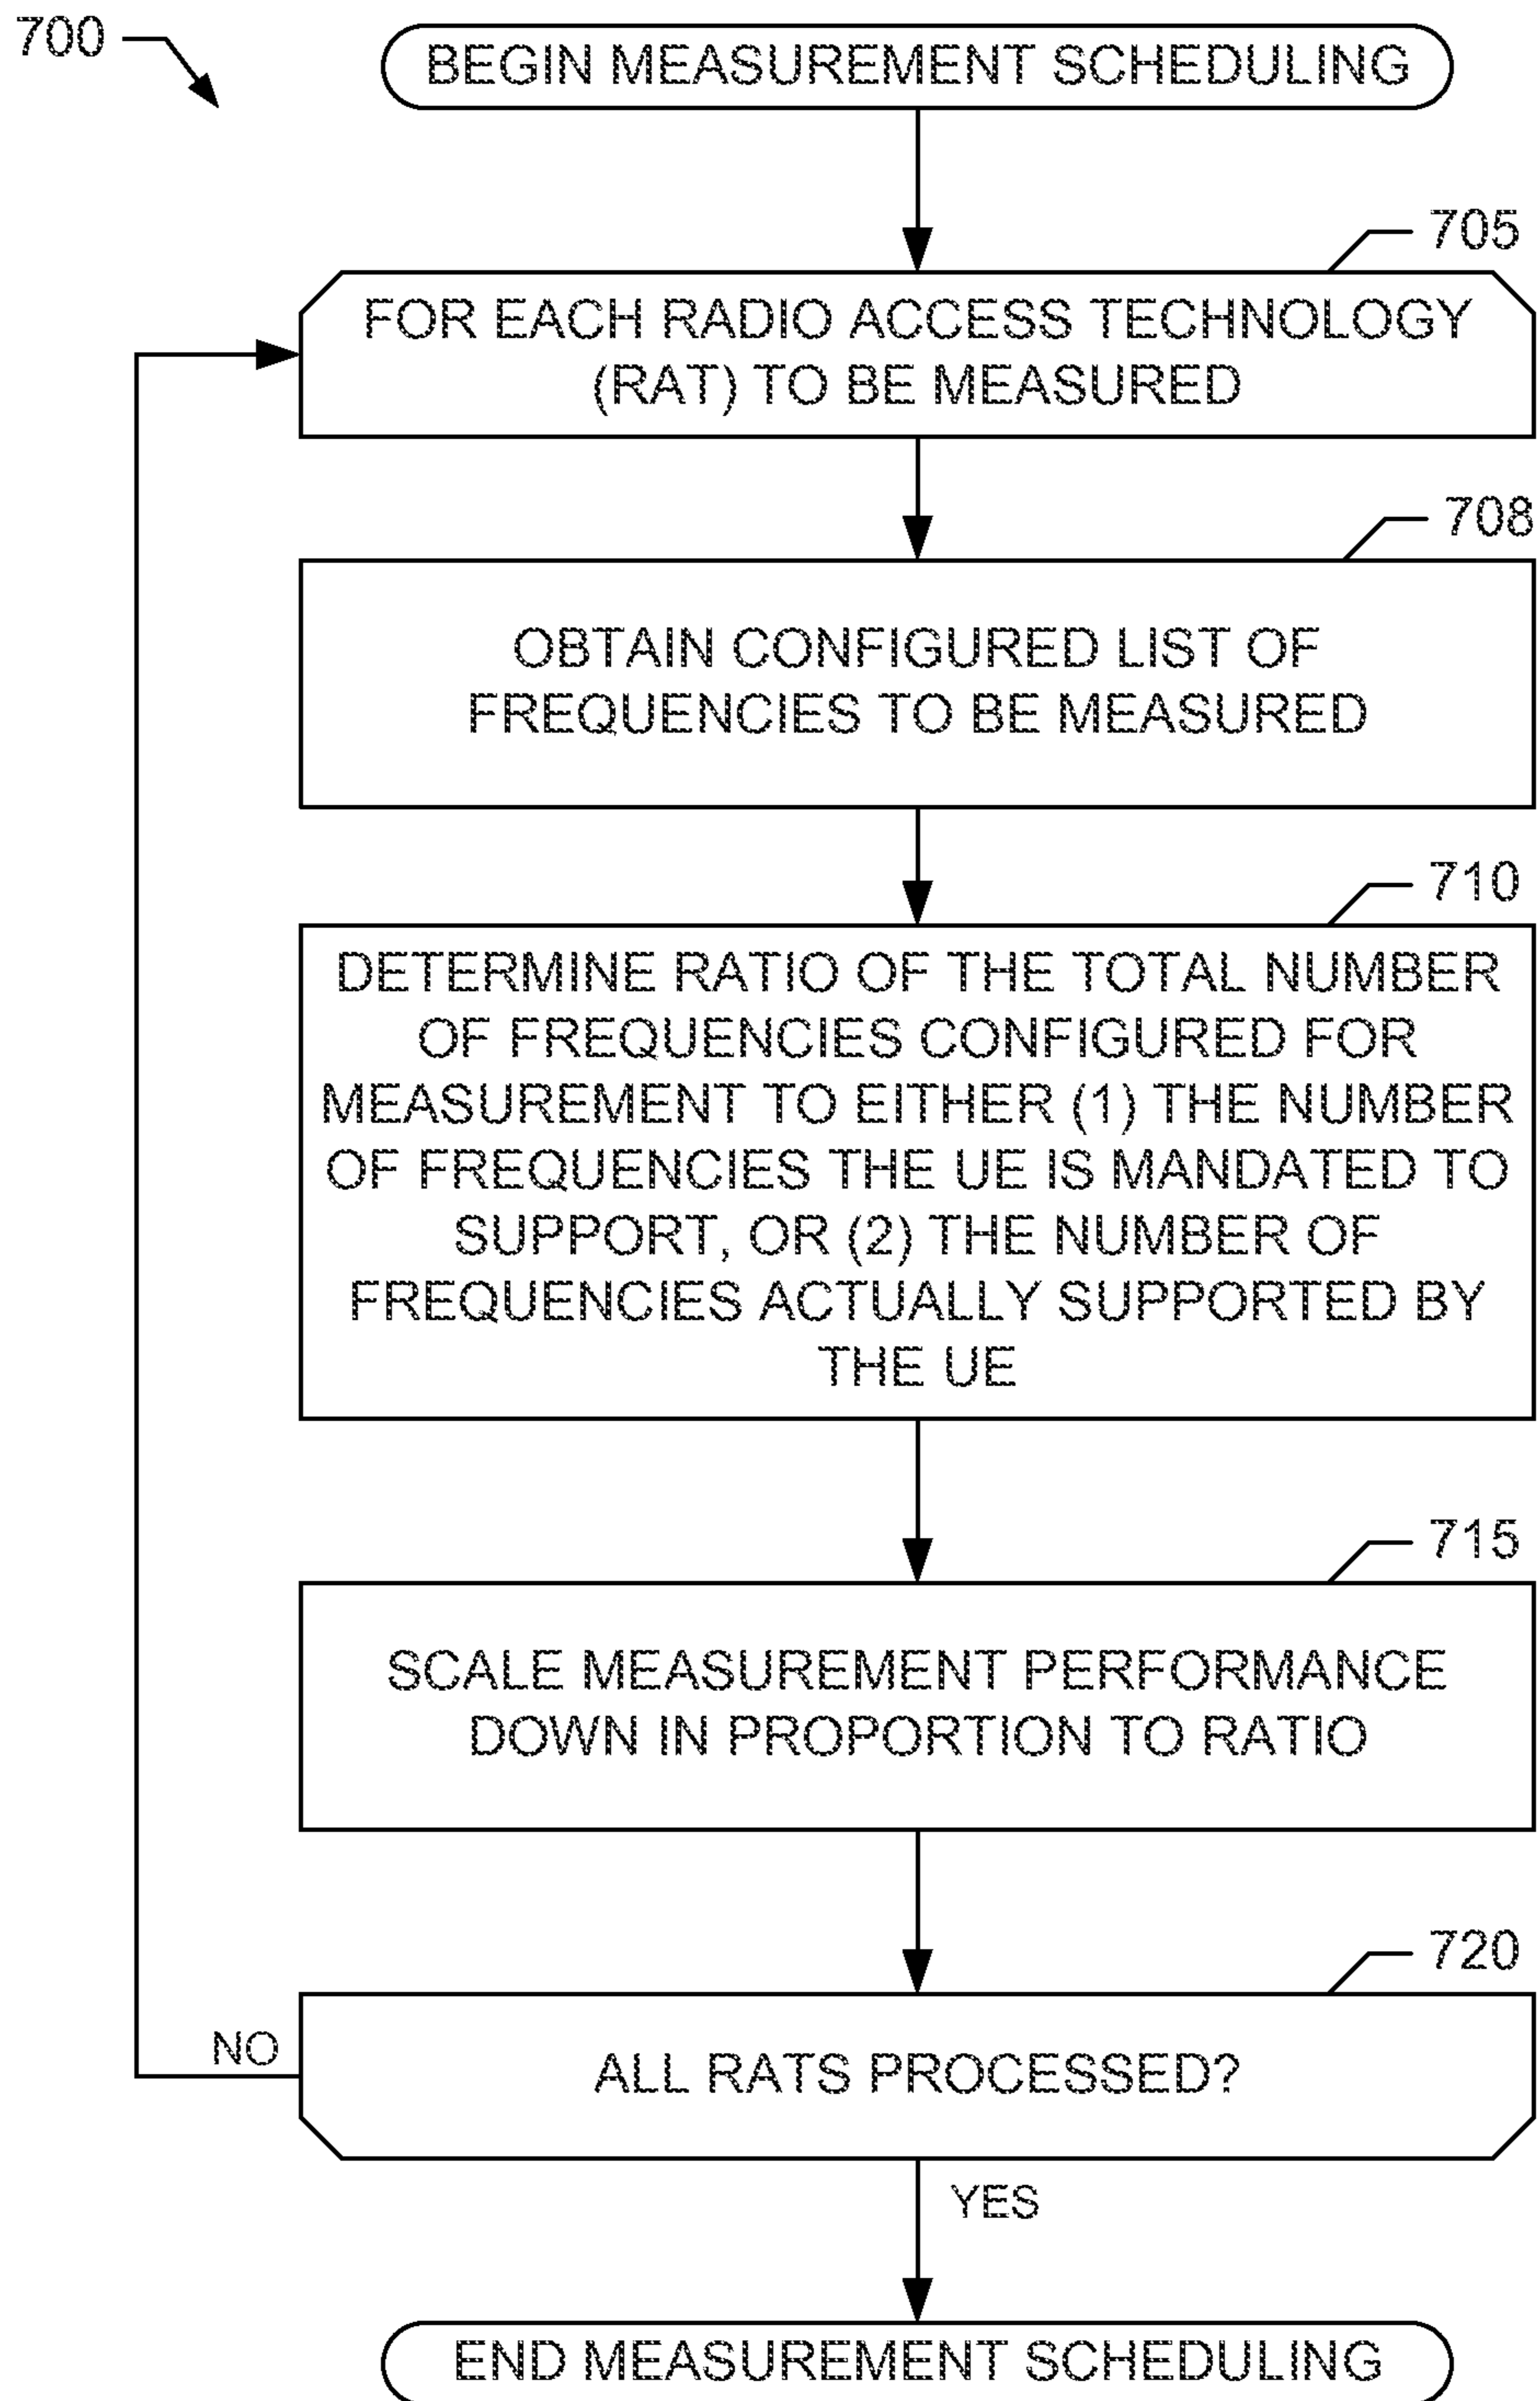 700
BEGIN MEASUREMENT SCHEDULING
705
FOR EACH RADIO ACCESS TECHNOLOGY
(RAT) TO BE MEASURED
708
OBTAIN CONFIGURED LIST OF
FREQUENCIES TO BE MEASURED
710
DETERMINE RATIO OF THE TOTAL NUMBER
OF FREQUENCIES CONFIGURED FOR
MEASUREMENT TO EITHER (1) THE NUMBER
OF FREQUENCIES THE UE IS MANDATED TO
SUPPORT, OR (2) THE NUMBER OF
FREQUENCIES ACTUALLY SUPPORTED BY
THE UE
715
SCALE MEASUREMENT PERFORMANCE
DOWN IN PROPORTION TO RATIO
720
NO
ALL RATS PROCESSED?
YES
END MEASUREMENT SCHEDULING